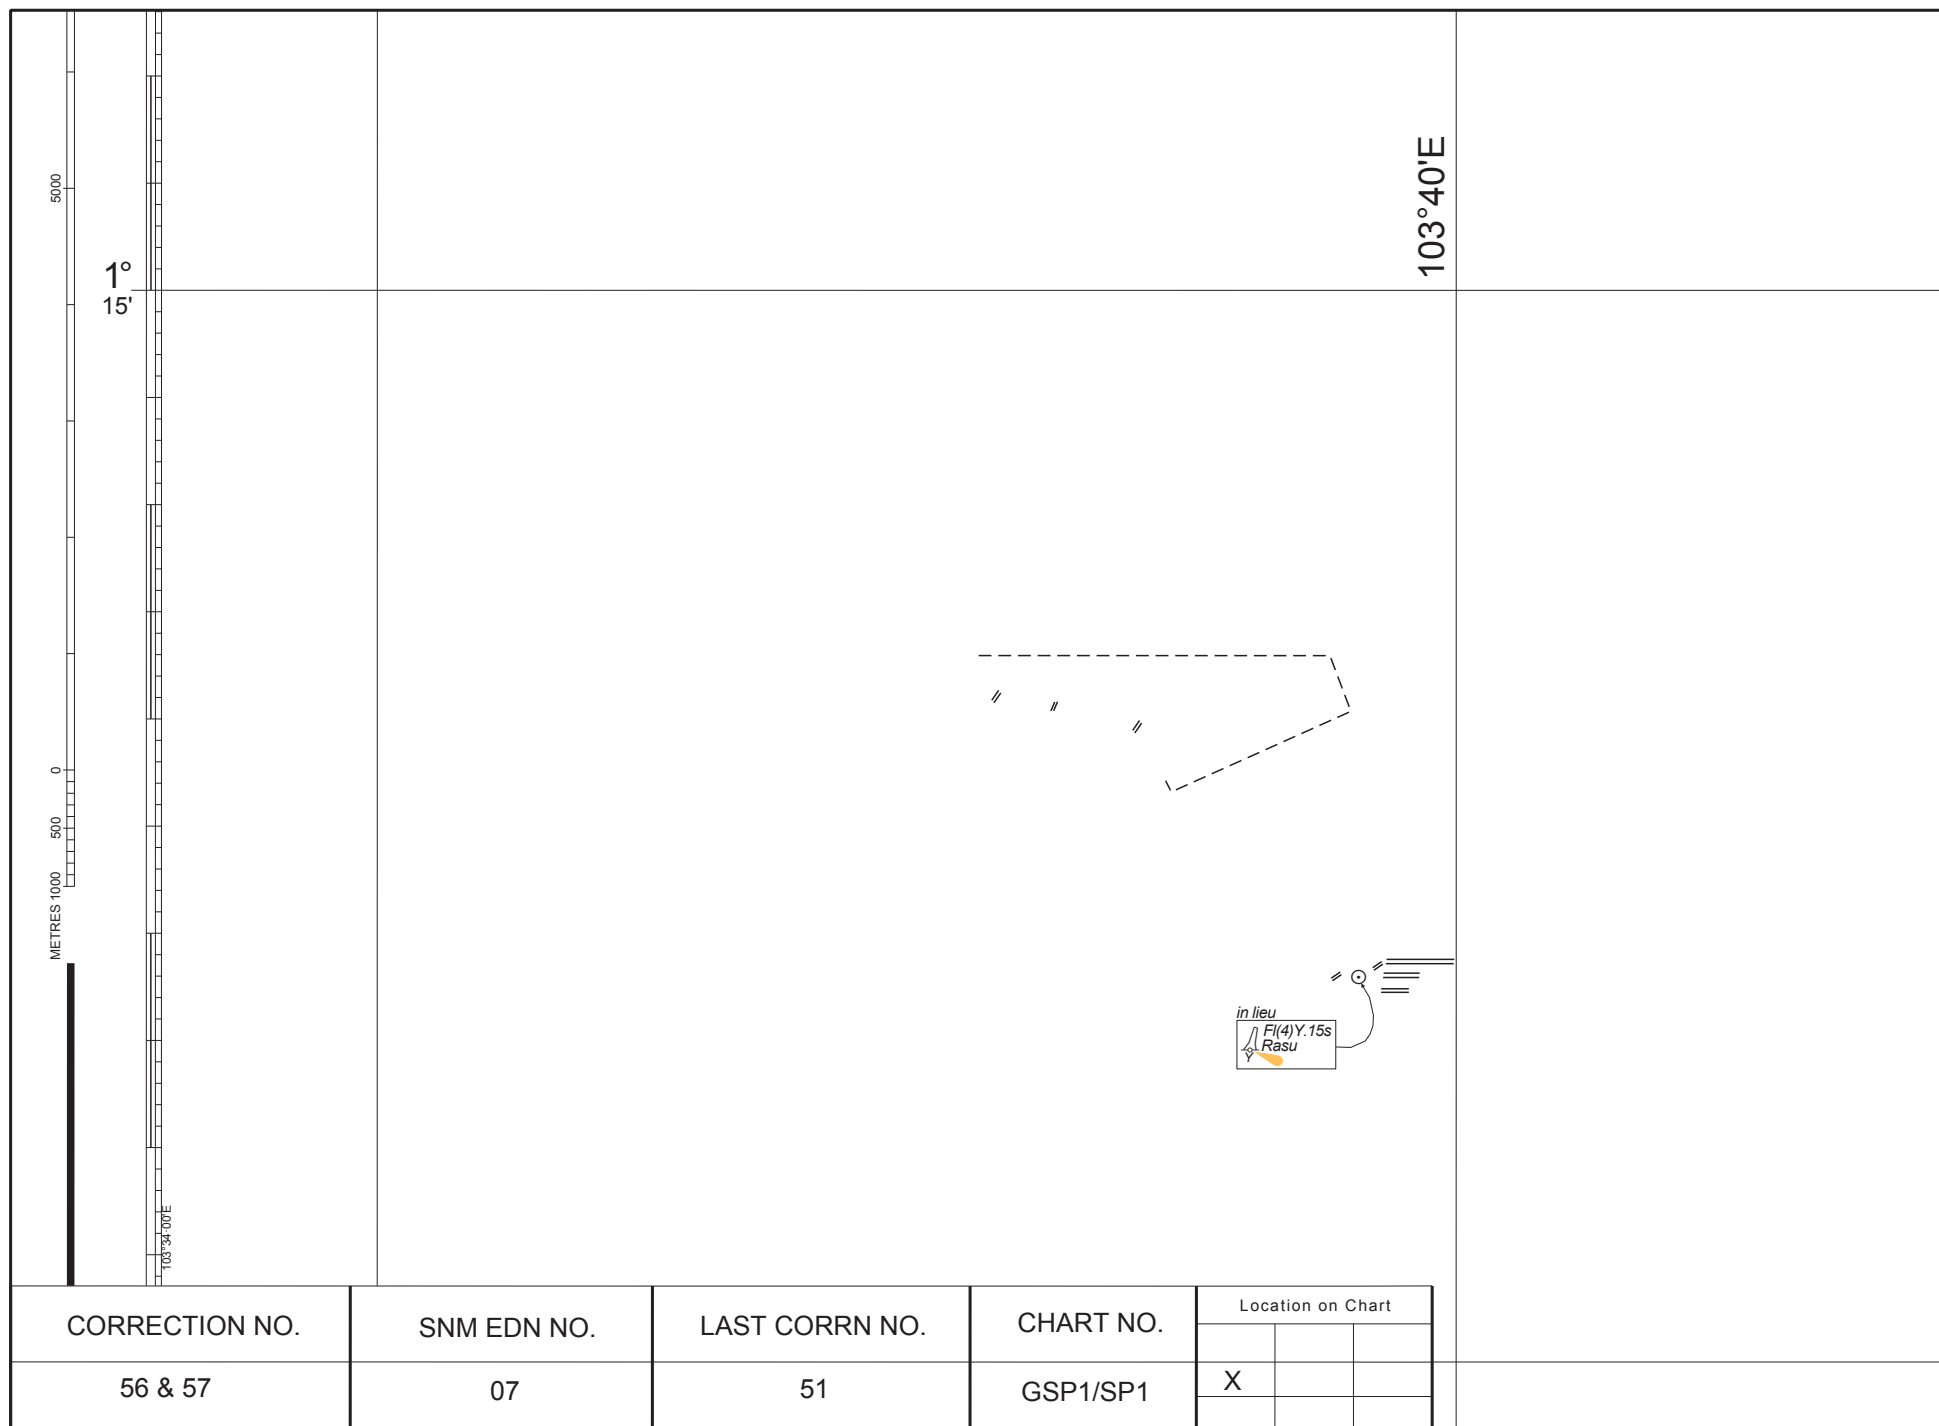 5000
0
500
METRES 1000
1°
15'
103°40'E
103°34·00'E
in lieu
Fl(4)Y.15s
Rasu
Y
CORRECTION NO.
SNM EDN NO.
LAST CORRN NO.
CHART NO.
Location on Chart
56 & 57
07
51
GSP1/SP1
X